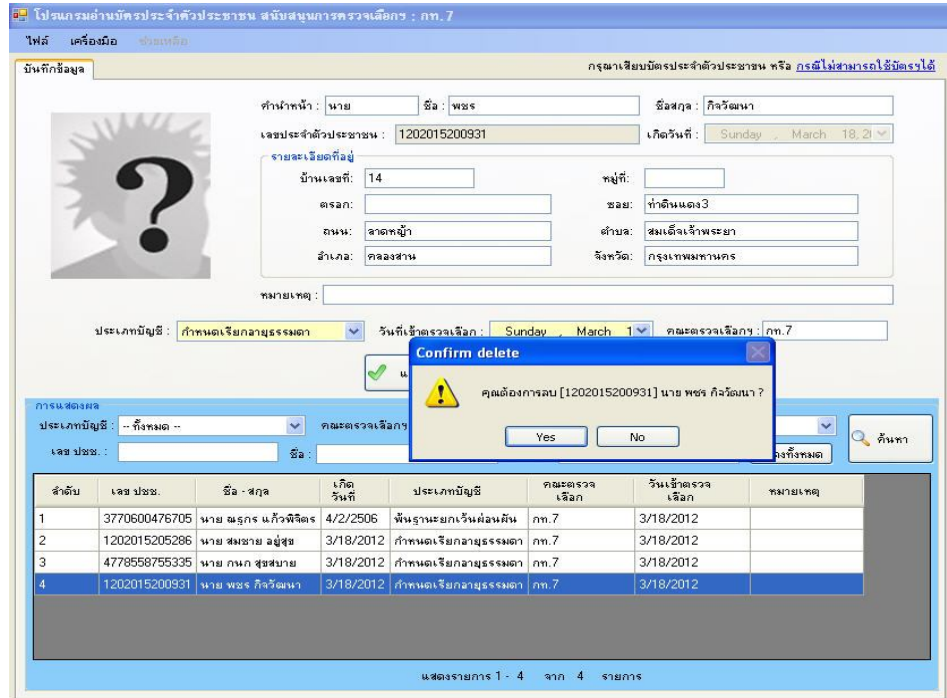 โปรแกรมอ่านบัตรประจำตัวประชาชน สนับสนุนการตรวจเลือกฯ : กท.7
ไฟล์ เครื่องมือ ช่วยเหลือ
บันทึกข้อมูล กรุณาเสียบบัตรประจำตัวประชาชน หรือ กรณีไม่สามารถใช้บัตรฯได้
คำนำหน้า : นาย ชื่อ : พชร ชื่อสกุล : กิจวัฒนา
เลขประจำตัวประชาชน : 1202015200931 เกิดวันที่ : Sunday , March 18, 2
รายละเอียดที่อยู่
บ้านเลขที่: 14 หมู่ที่:
ตรอก: ซอย: ท่าดินแดง3
ถนน: ลาดหญ้า ตำบล: สมเด็จเจ้าพระยา
อำเภอ: คลองสาน จังหวัด: กรุงเทพมหานคร
หมายเหตุ :
ประเภทบัญชี : กำหนดเรียกอายุธรรมดา วันที่เข้าตรวจเลือก : Sunday , March 1 คณะตรวจเลือกฯ : กท.7
Confirm delete
คุณต้องการลบ [1202015200931] นาย พชร กิจวัฒนา ?
Yes No
การแสดงผล
ประเภทบัญชี : -- ทั้งหมด -- คณะตรวจเลือกฯ
ค้นหา
เลข ปชช. : ชื่อ : งทั้งหมด
ลำดับ เลข ปชช. ชื่อ - สกุล เกิดวันที่ ประเภทบัญชี คณะตรวจเลือก วันเข้าตรวจเลือก หมายเหตุ
1 3770600476705 นาย ณฐกร แก้วพิจิตร 4/2/2506 พ้นฐานะยกเว้นผ่อนผัน กท.7 3/18/2012
2 1202015205286 นาย สมชาย อยู่สุข 3/18/2012 กำหนดเรียกอายุธรรมดา กท.7 3/18/2012
3 4778558755335 นาย กนก สุขสบาย 3/18/2012 กำหนดเรียกอายุธรรมดา กท.7 3/18/2012
4 1202015200931 นาย พชร กิจวัฒนา 3/18/2012 กำหนดเรียกอายุธรรมดา กท.7 3/18/2012
แสดงรายการ 1 - 4 จาก 4 รายการ